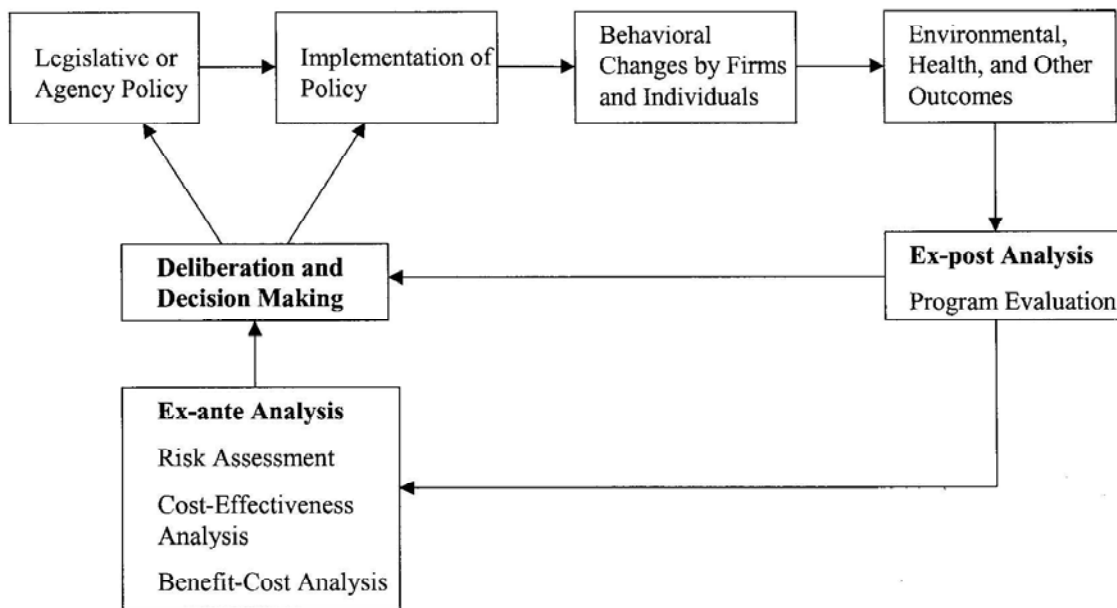 Legislative or
Agency Policy
Implementation of
Policy
Behavioral
Changes by Firms
and Individuals
Environmental,
Health, and Other
Outcomes
Deliberation and
Decision Making
Ex-post Analysis
Program Evaluation
Ex-ante Analysis
Risk Assessment
Cost-Effectiveness
Analysis
Benefit-Cost Analysis